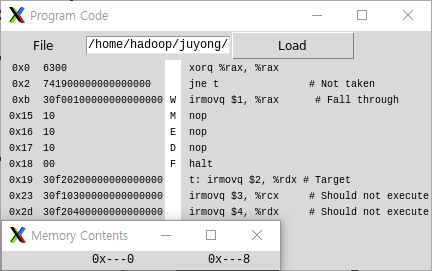 Program Code
File /home/hadoop/juyong/ Load
0x0 6300 xorq %rax, %rax
0x2 741900000000000000 jne t # Not taken
0xb 30f00100000000000000 W irmovq $1, %rax # Fall through
0x15 10 M nop
0x16 10 E nop
0x17 10 D nop
0x18 00 F halt
0x19 30f20200000000000000 t: irmovq $2, %rdx # Target
0x23 30f10300000000000000 irmovq $3, %rcx # Should not execute
0x2d 30f20400000000000000 irmovq $4, %rdx # Should not execute
Memory Contents
0x---0 0x---8